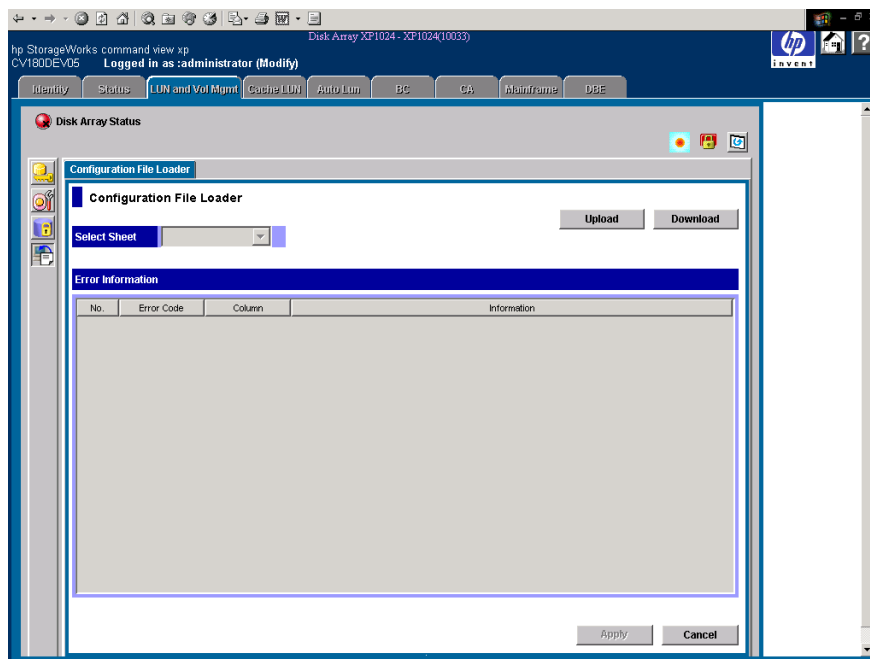 Disk Array XP1024 - XP1024(10033)
hp StorageWorks command view xp
CV180DEV05 Logged in as :administrator (Modify)
hp
invent
?
Identity Status LUN and Vol Mgmt Cache LUN Auto Lun BC CA Mainframe DBE
Disk Array Status
Configuration File Loader
Configuration File Loader
Upload Download
Select Sheet
Error Information
No. Error Code Column Information
Apply Cancel